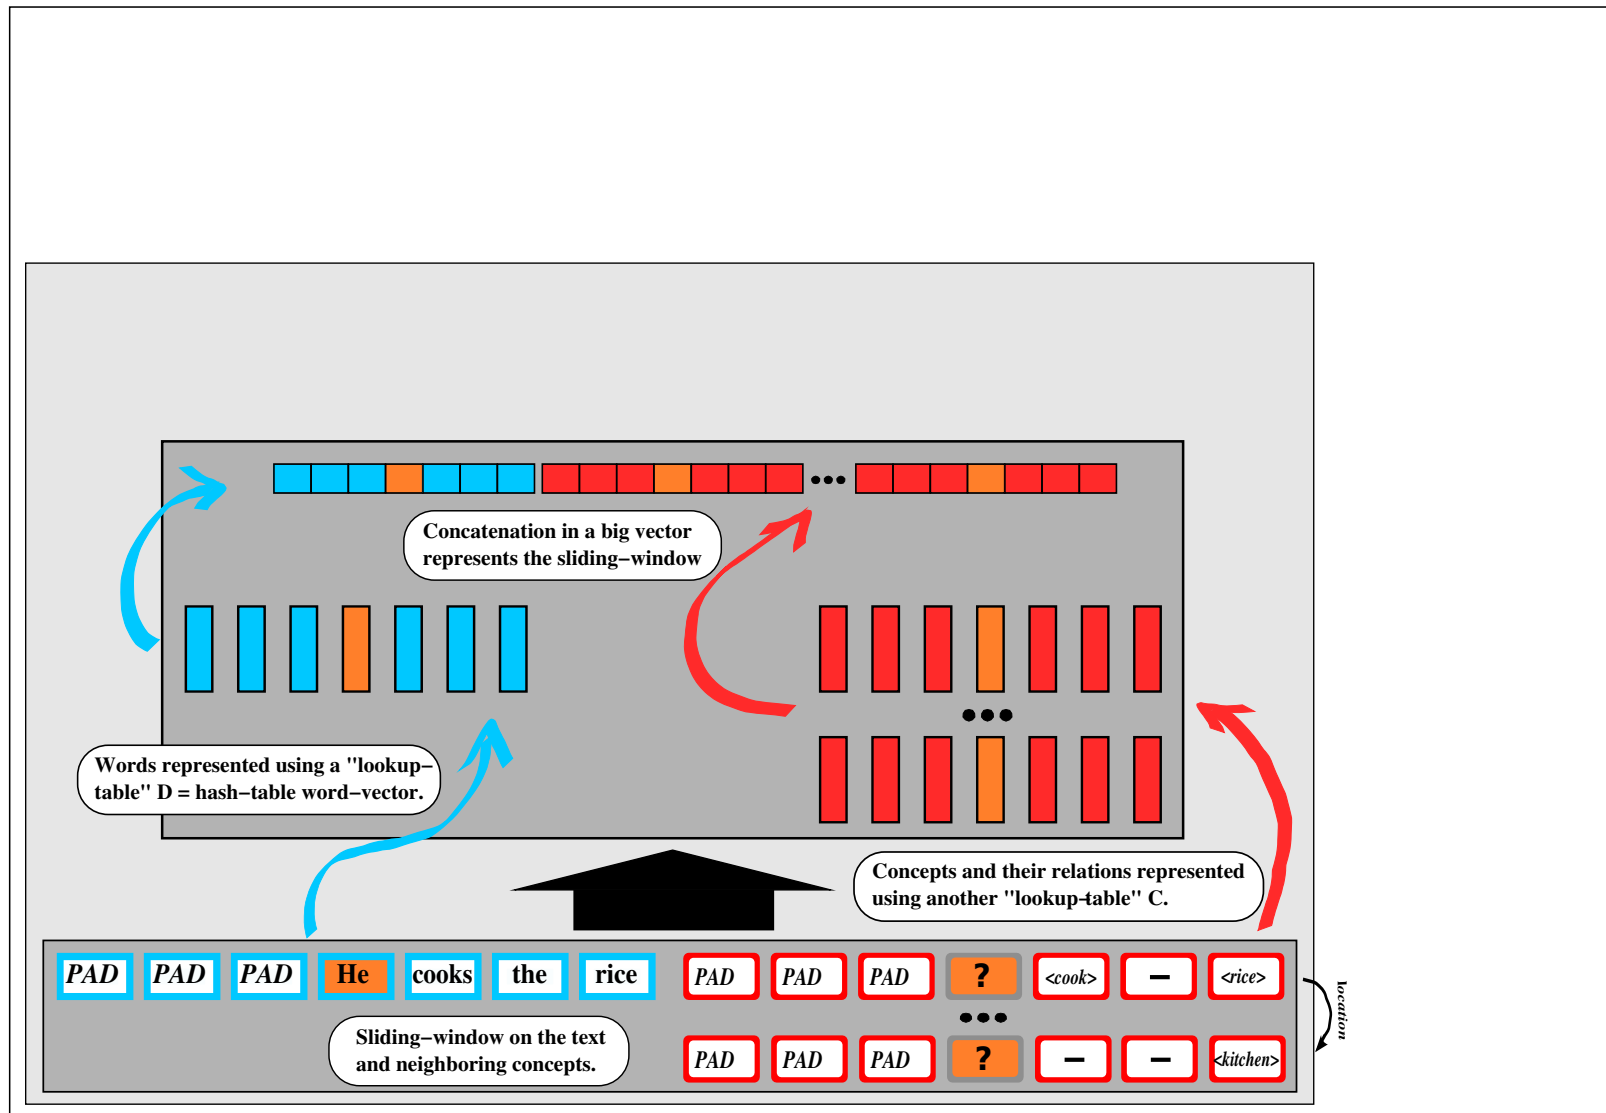 Concatenation in a big vector
represents the sliding−window
Words represented using a "lookup−
table" D = hash−table word−vector.
Concepts and their relations represented
using another "lookup-table" C.
PAD PAD PAD He cooks the rice PAD PAD PAD ? <cook> − <rice>
location
Sliding−window on the text
and neighboring concepts.
PAD PAD PAD ? − − <kitchen>